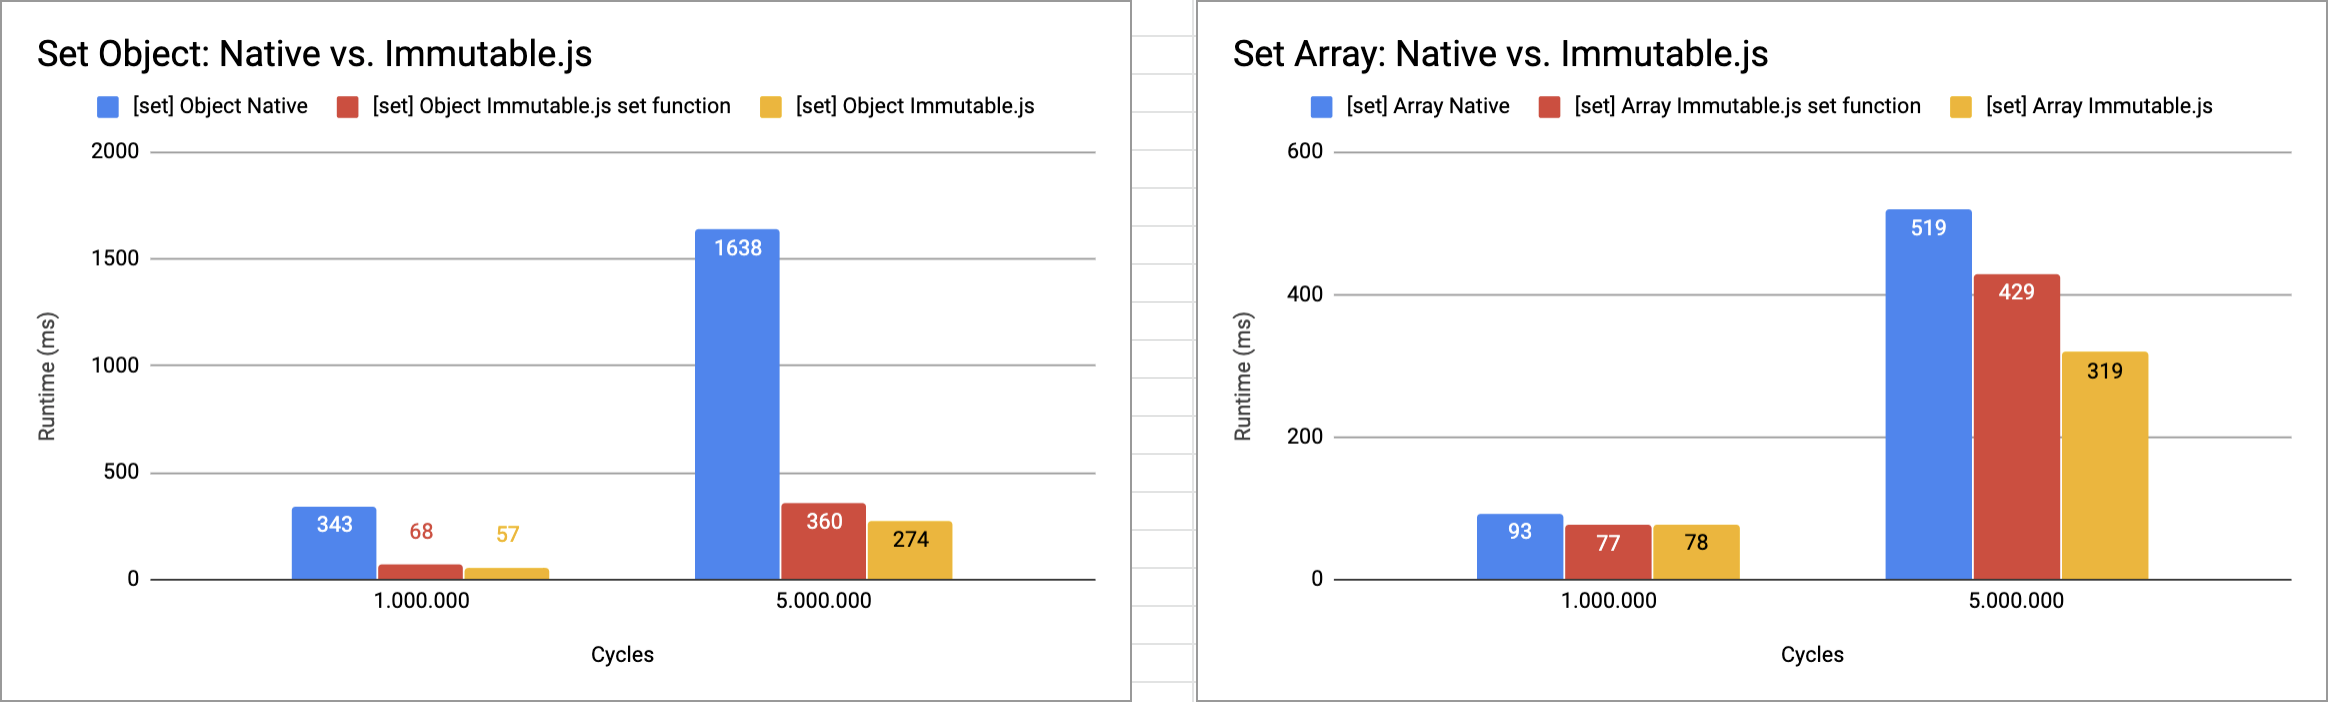 Set Object: Native vs. Immutable.js
[set] Object Native [set] Object Immutable.js set function [set] Object Immutable.js
2000
1500
1000
500
0
Runtime (ms)
343 68 57
1638 360 274
1.000.000 5.000.000
Cycles
Set Array: Native vs. Immutable.js
[set] Array Native [set] Array Immutable.js set function [set] Array Immutable.js
600
400
200
0
Runtime (ms)
93 77 78
519 429 319
1.000.000 5.000.000
Cycles